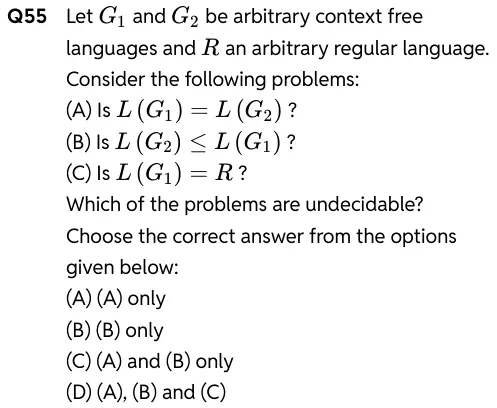 Q55 Let G₁ and G₂ be arbitrary context free
languages and R an arbitrary regular language.
Consider the following problems:
(A) Is L (G₁) = L (G₂) ?
(B) Is L (G₂) ≤ L (G₁) ?
(C) Is L (G₁) = R ?
Which of the problems are undecidable?
Choose the correct answer from the options
given below:
(A) (A) only
(B) (B) only
(C) (A) and (B) only
(D) (A), (B) and (C)